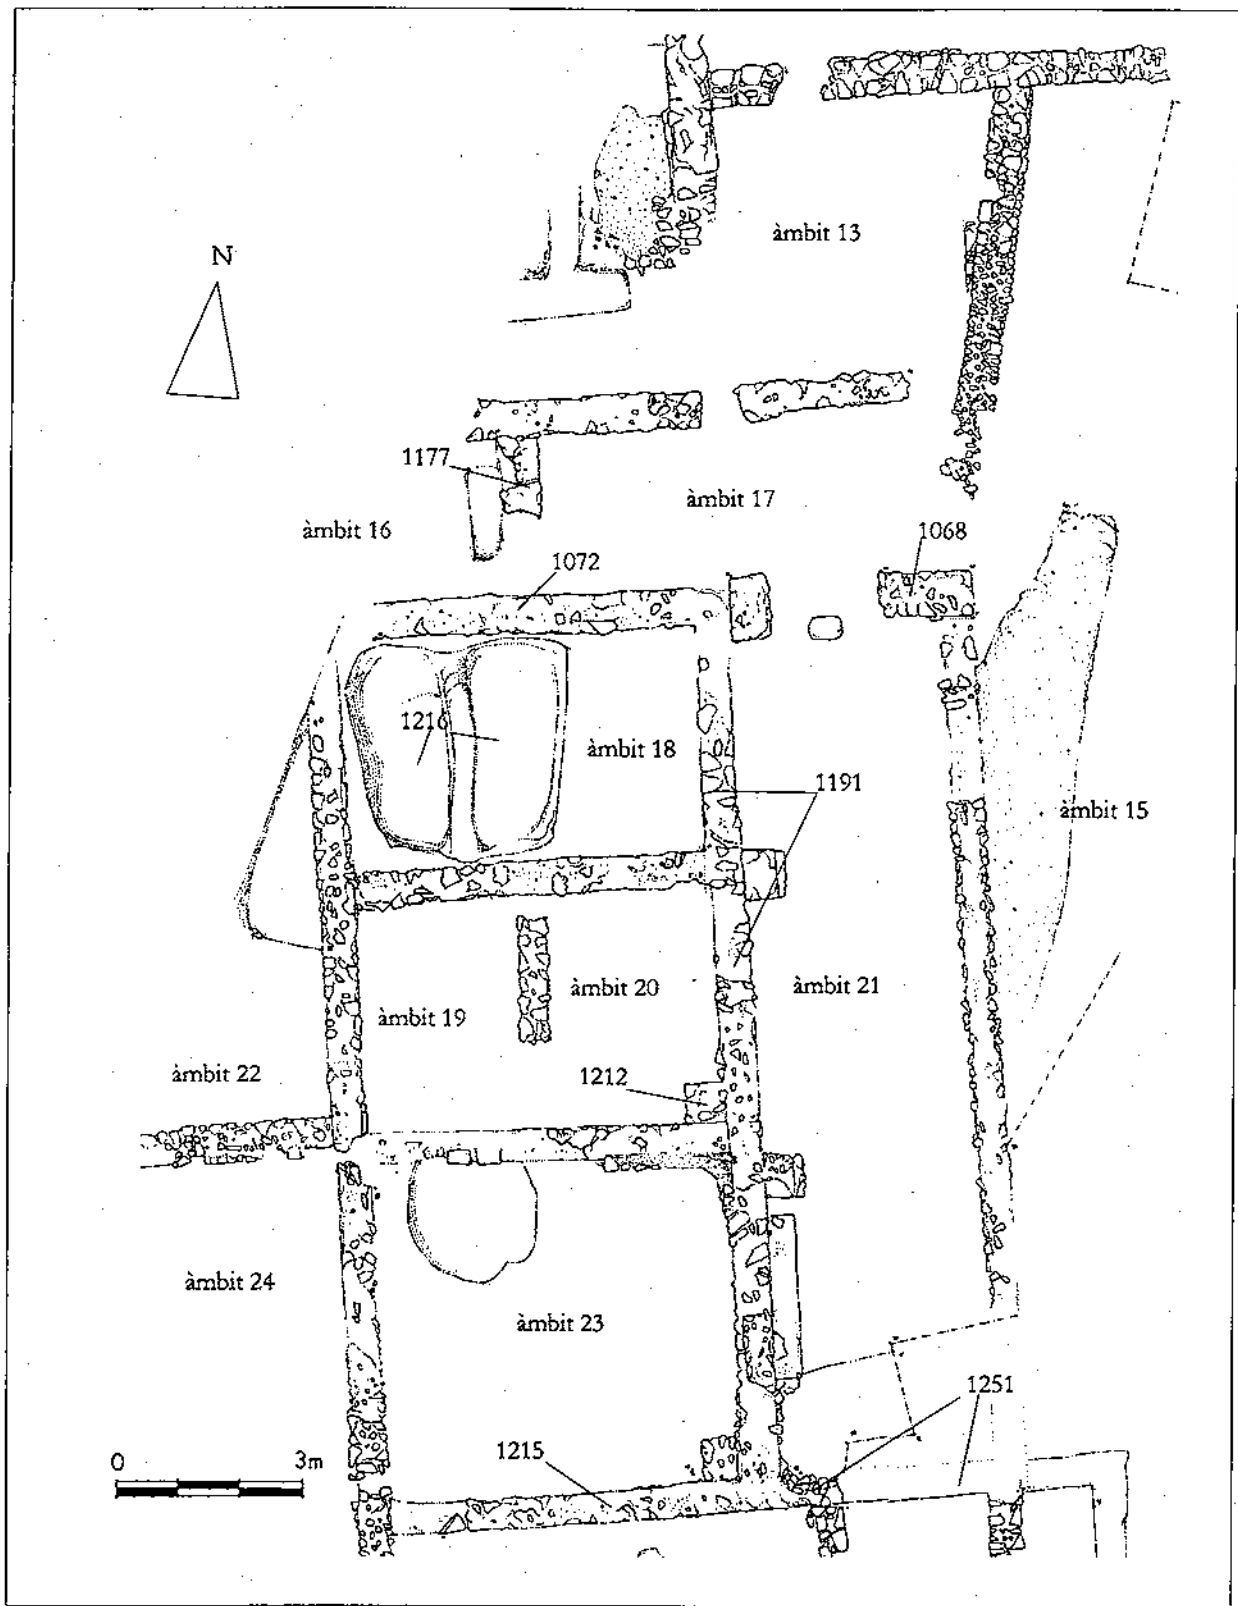 àmbit 13
N
1177
àmbit 17
àmbit 16
1068
1072
1216
àmbit 18
1191
àmbit 15
àmbit 20
àmbit 21
àmbit 19
àmbit 22
1212
àmbit 24
àmbit 23
1251
0 3m
1215